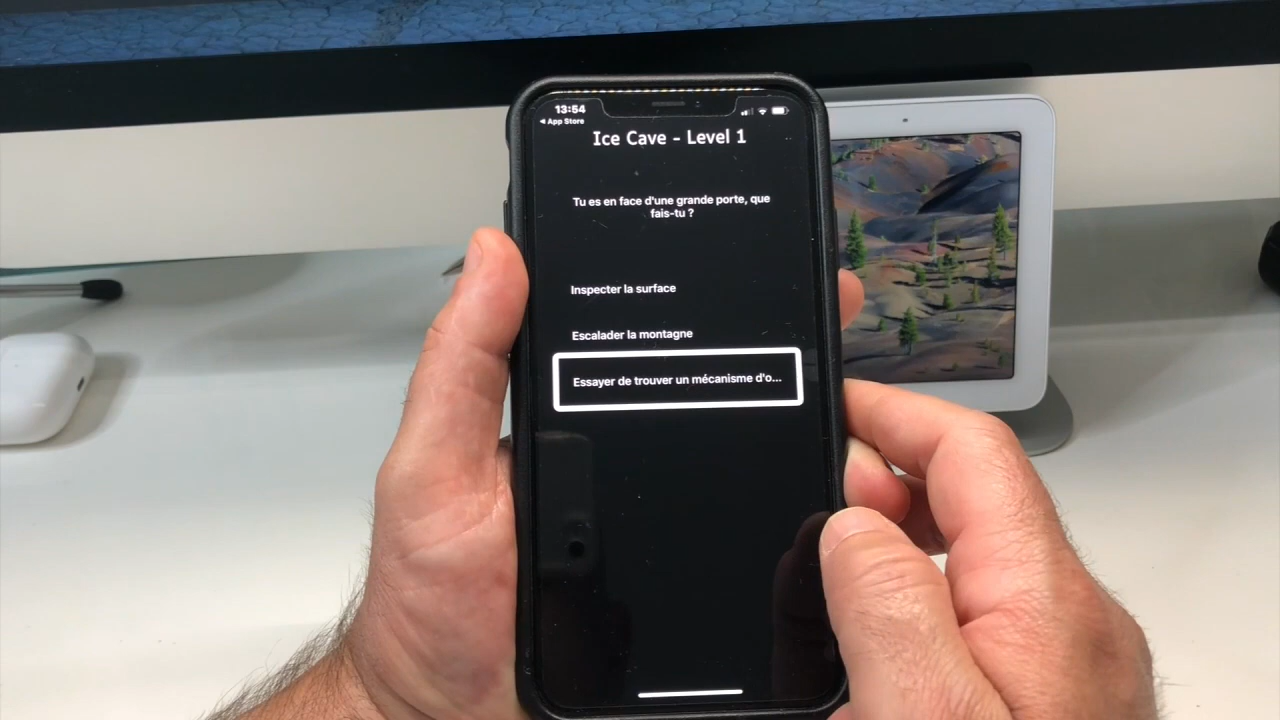 13:54
◀ App Store
Ice Cave - Level 1
Tu es en face d'une grande porte, que
fais-tu ?
Inspecter la surface
Escalader la montagne
Essayer de trouver un mécanisme d'o...